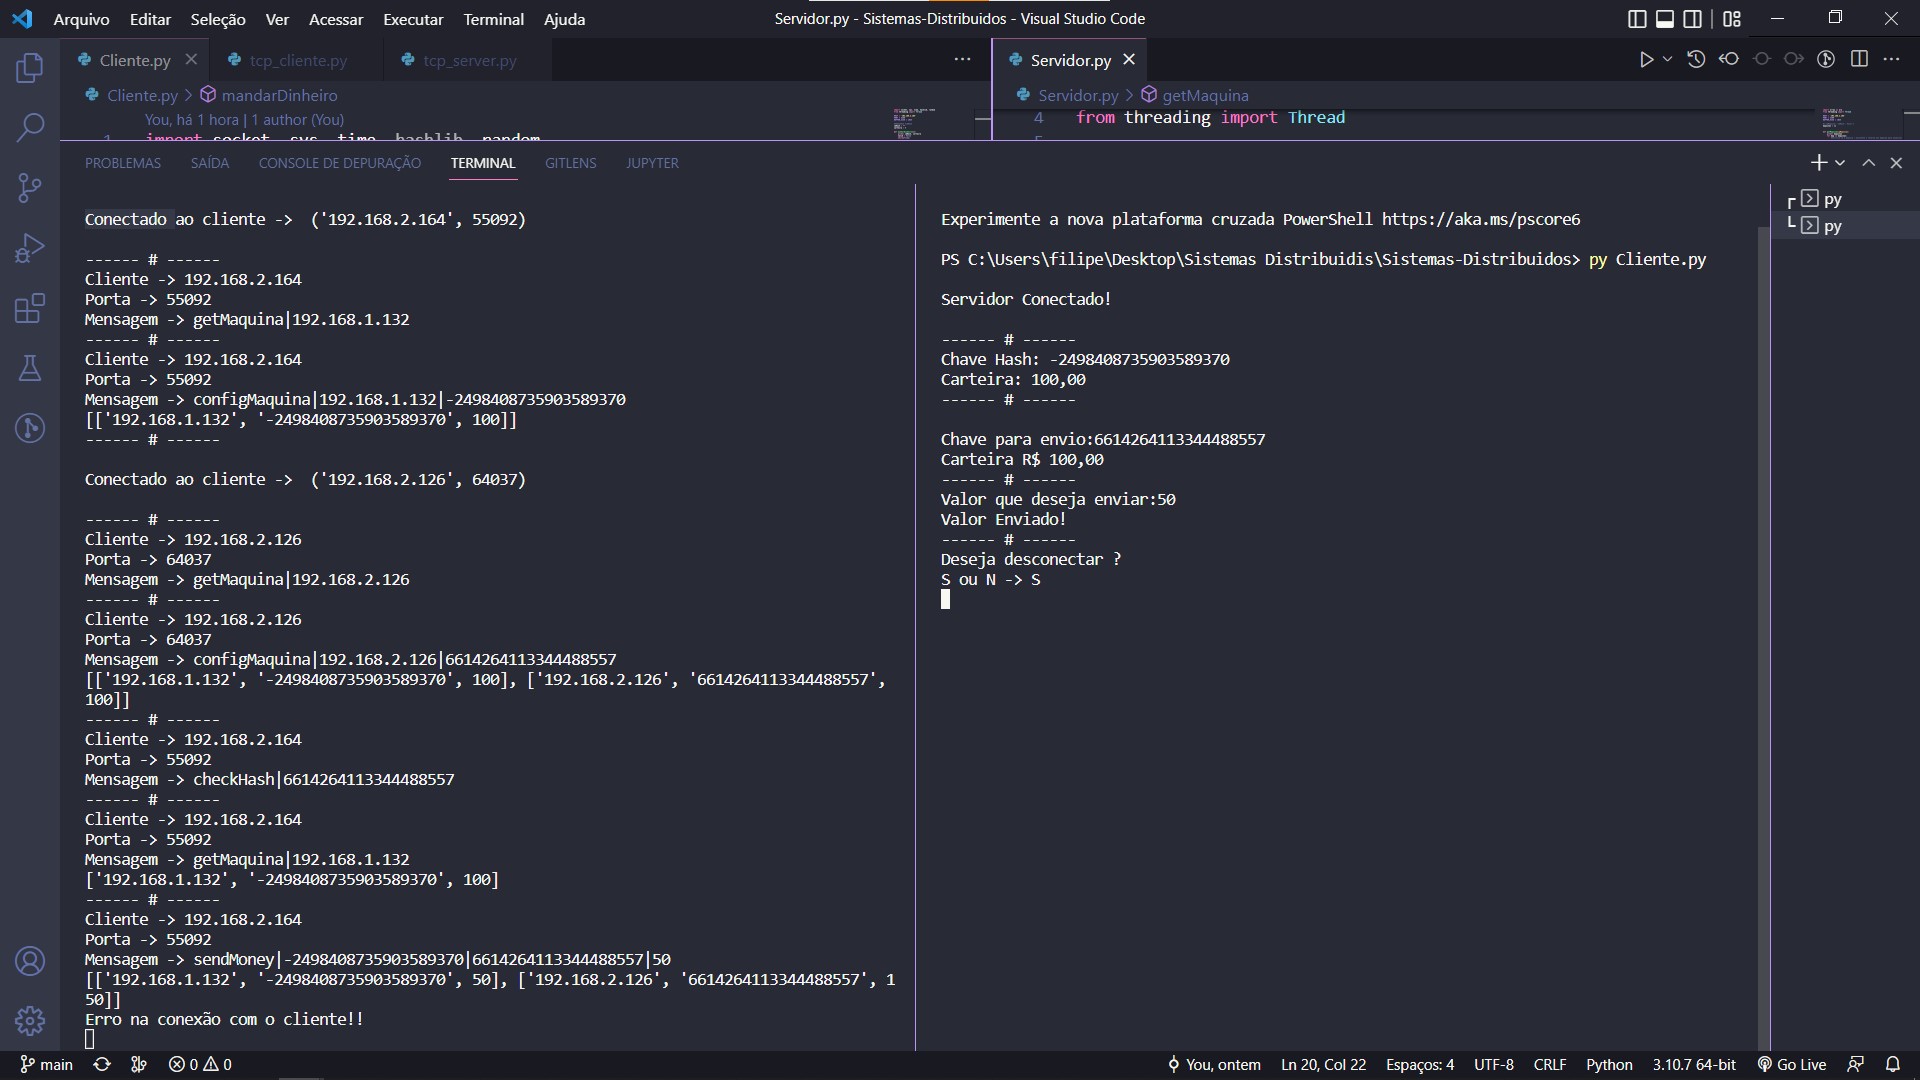 Arquivo Editar Seleção Ver Acessar Executar Terminal Ajuda
Servidor.py - Sistemas-Distribuidos - Visual Studio Code
Cliente.py tcp_cliente.py tcp_server.py ...
Servidor.py ...
Cliente.py > mandarDinheiro
Servidor.py > getMaquina
You, há 1 hora | 1 author (You)
1 import socket, sys, time, hashlib, random
4 from threading import Thread
5
PROBLEMAS SAÍDA CONSOLE DE DEPURAÇÃO TERMINAL GITLENS JUPYTER
Conectado ao cliente -> ('192.168.2.164', 55092)
------ # ------
Cliente -> 192.168.2.164
Porta -> 55092
Mensagem -> getMaquina|192.168.1.132
------ # ------
Cliente -> 192.168.2.164
Porta -> 55092
Mensagem -> configMaquina|192.168.1.132|-2498408735903589370
[['192.168.1.132', '-2498408735903589370', 100]]
------ # ------
Conectado ao cliente -> ('192.168.2.126', 64037)
------ # ------
Cliente -> 192.168.2.126
Porta -> 64037
Mensagem -> getMaquina|192.168.2.126
------ # ------
Cliente -> 192.168.2.126
Porta -> 64037
Mensagem -> configMaquina|192.168.2.126|6614264113344488557
[['192.168.1.132', '-2498408735903589370', 100], ['192.168.2.126', '6614264113344488557',
100]]
------ # ------
Cliente -> 192.168.2.164
Porta -> 55092
Mensagem -> checkHash|6614264113344488557
------ # ------
Cliente -> 192.168.2.164
Porta -> 55092
Mensagem -> getMaquina|192.168.1.132
['192.168.1.132', '-2498408735903589370', 100]
------ # ------
Cliente -> 192.168.2.164
Porta -> 55092
Mensagem -> sendMoney|-2498408735903589370|6614264113344488557|50
[['192.168.1.132', '-2498408735903589370', 50], ['192.168.2.126', '6614264113344488557', 1
50]]
Erro na conexão com o cliente!!
Experimente a nova plataforma cruzada PowerShell https://aka.ms/pscore6
PS C:\Users\filipe\Desktop\Sistemas Distribuidis\Sistemas-Distribuidos> py Cliente.py
Servidor Conectado!
------ # ------
Chave Hash: -2498408735903589370
Carteira: 100,00
------ # ------
Chave para envio:6614264113344488557
Carteira R$ 100,00
------ # ------
Valor que deseja enviar:50
Valor Enviado!
------ # ------
Deseja desconectar ?
S ou N -> S
py
py
main 0 0
You, ontem Ln 20, Col 22 Espaços: 4 UTF-8 CRLF Python 3.10.7 64-bit Go Live